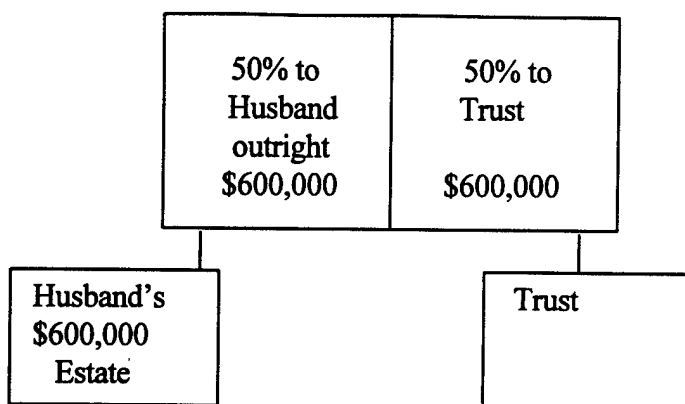 50% to
Husband
outright
$600,000
50% to
Trust
$600,000
Husband's
$600,000
Estate
Trust